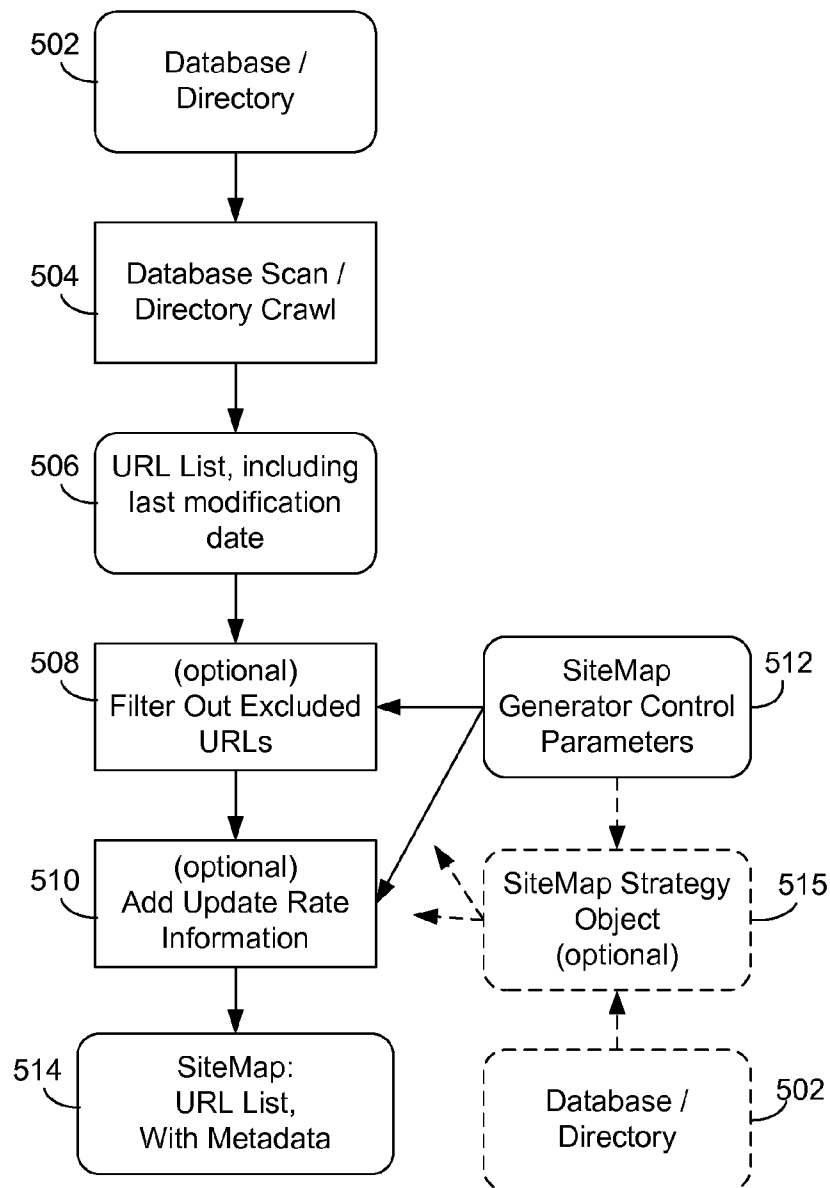 502
Database /
Directory
504
Database Scan /
Directory Crawl
506
URL List, including
last modification
date
508
(optional)
Filter Out Excluded
URLs
SiteMap
Generator Control
Parameters
512
510
(optional)
Add Update Rate
Information
SiteMap Strategy
Object
(optional)
515
514
SiteMap:
URL List,
With Metadata
Database /
Directory
502